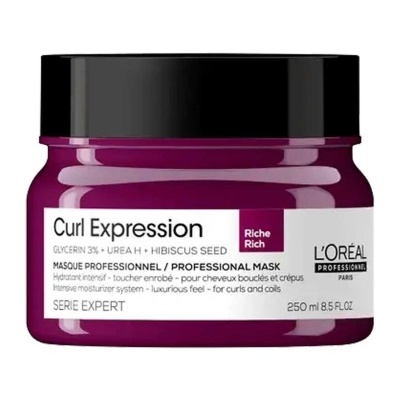 Curl Expression
Riche
Rich
GLYCERIN 3% + UREA H + HIBISCUS SEED
MASQUE PROFESSIONNEL / PROFESSIONAL MASK
Hydratant intensif - toucher enrobé - pour cheveux bouclés et crépus
Intensive moisturizer system - luxurious feel - for curls and coils
SERIE EXPERT
L'ORÉAL
PROFESSIONNEL
PARIS
250 ml 8.5 FL.OZ